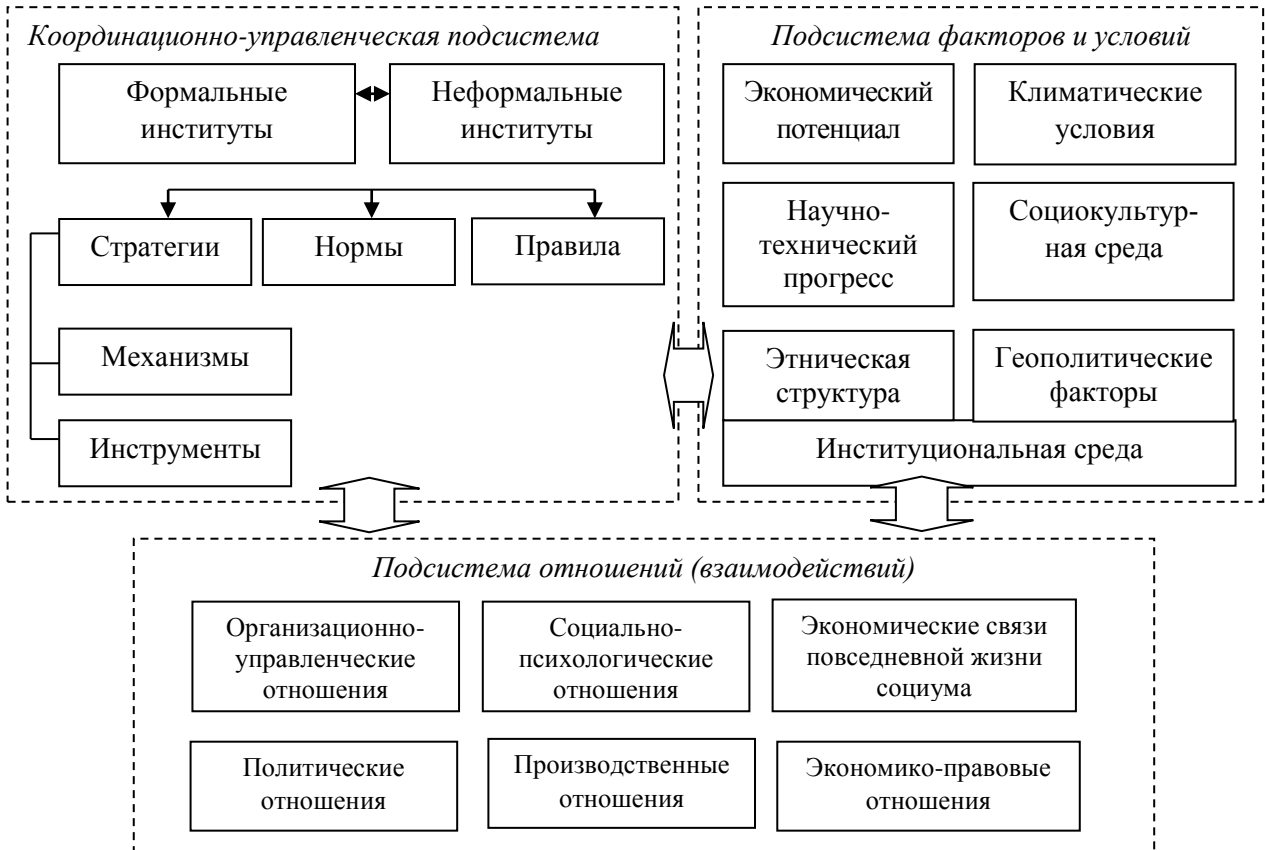 Координационно-управленческая подсистема
Формальные
институты
Неформальные
институты
Стратегии
Нормы
Правила
Механизмы
Инструменты
Подсистема факторов и условий
Экономический
потенциал
Климатические
условия
Научно-
технический
прогресс
Социокультур-
ная среда
Этническая
структура
Геополитические
факторы
Институциональная среда
Подсистема отношений (взаимодействий)
Организационно-
управленческие
отношения
Социально-
психологические
отношения
Экономические связи
повседневной жизни
социума
Политические
отношения
Производственные
отношения
Экономико-правовые
отношения